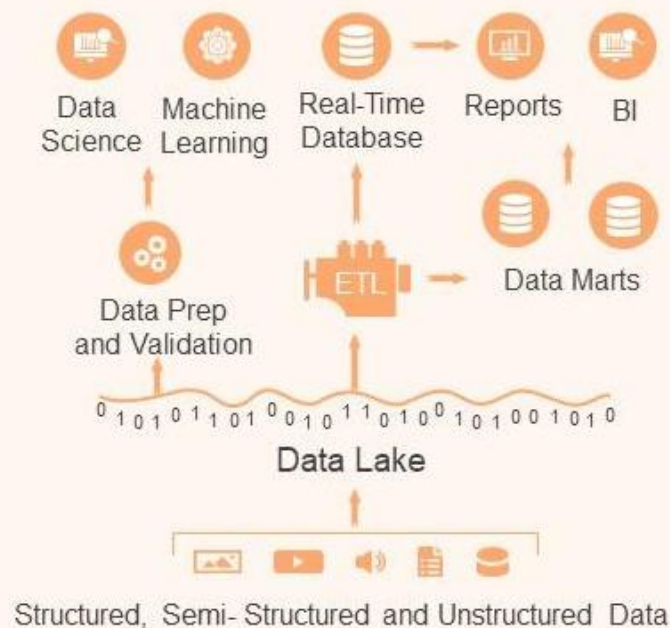 Data
Science
Machine
Learning
Real-Time
Database
Reports
BI
Data Prep
and Validation
ETL
Data Marts
0 1 0 1 0 1 1 0 1 0 0 1 0 1 1 0 1 0 0 1 0 1 0 0 1 0 1 0
Data Lake
Structured, Semi- Structured and Unstructured Data